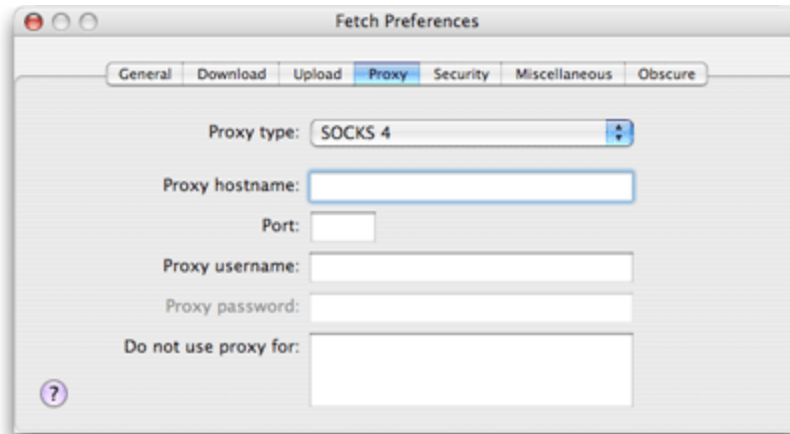 Fetch Preferences
General Download Upload Proxy Security Miscellaneous Obscure
Proxy type: SOCKS 4
Proxy hostname:
Port:
Proxy username:
Proxy password:
Do not use proxy for:
?